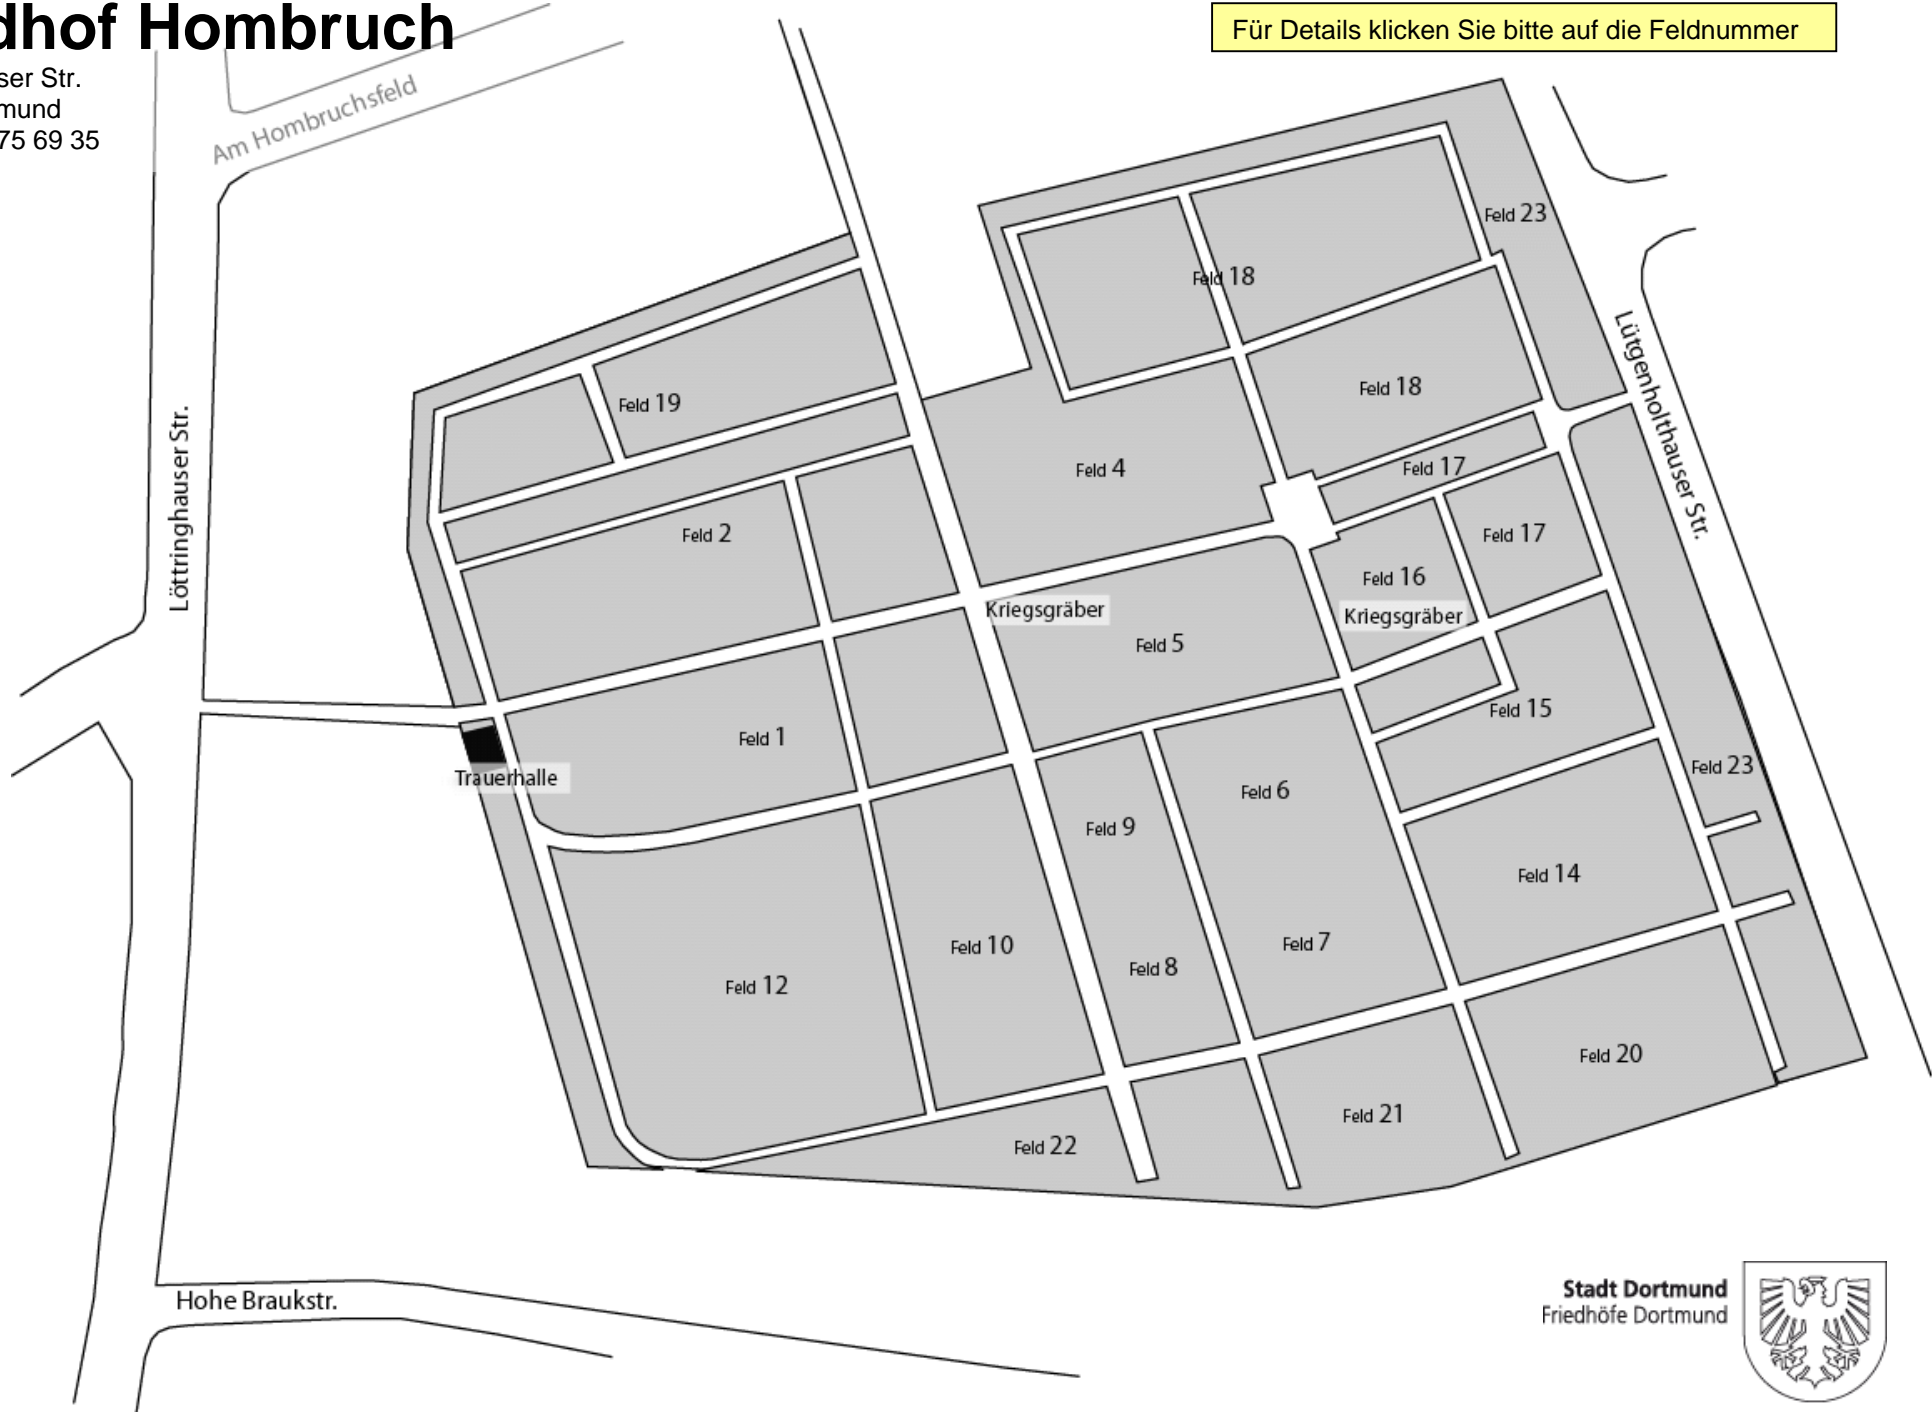 dhof Hombruch
ser Str.
mund
75 69 35
Für Details klicken Sie bitte auf die Feldnummer
Am Hombruchsfeld
Feld 23
Feld 18
Lütgenholthauser Str.
Feld 18
Feld 19
Löttringhauser Str.
Feld 4
Feld 17
Feld 2
Feld 17
Feld 16
Kriegsgräber
Kriegsgräber
Feld 5
Feld 15
Feld 1
Trauerhalle
Feld 23
Feld 6
Feld 9
Feld 14
Feld 10
Feld 7
Feld 8
Feld 12
Feld 20
Feld 21
Feld 22
Hohe Braukstr.
Stadt Dortmund
Friedhöfe Dortmund